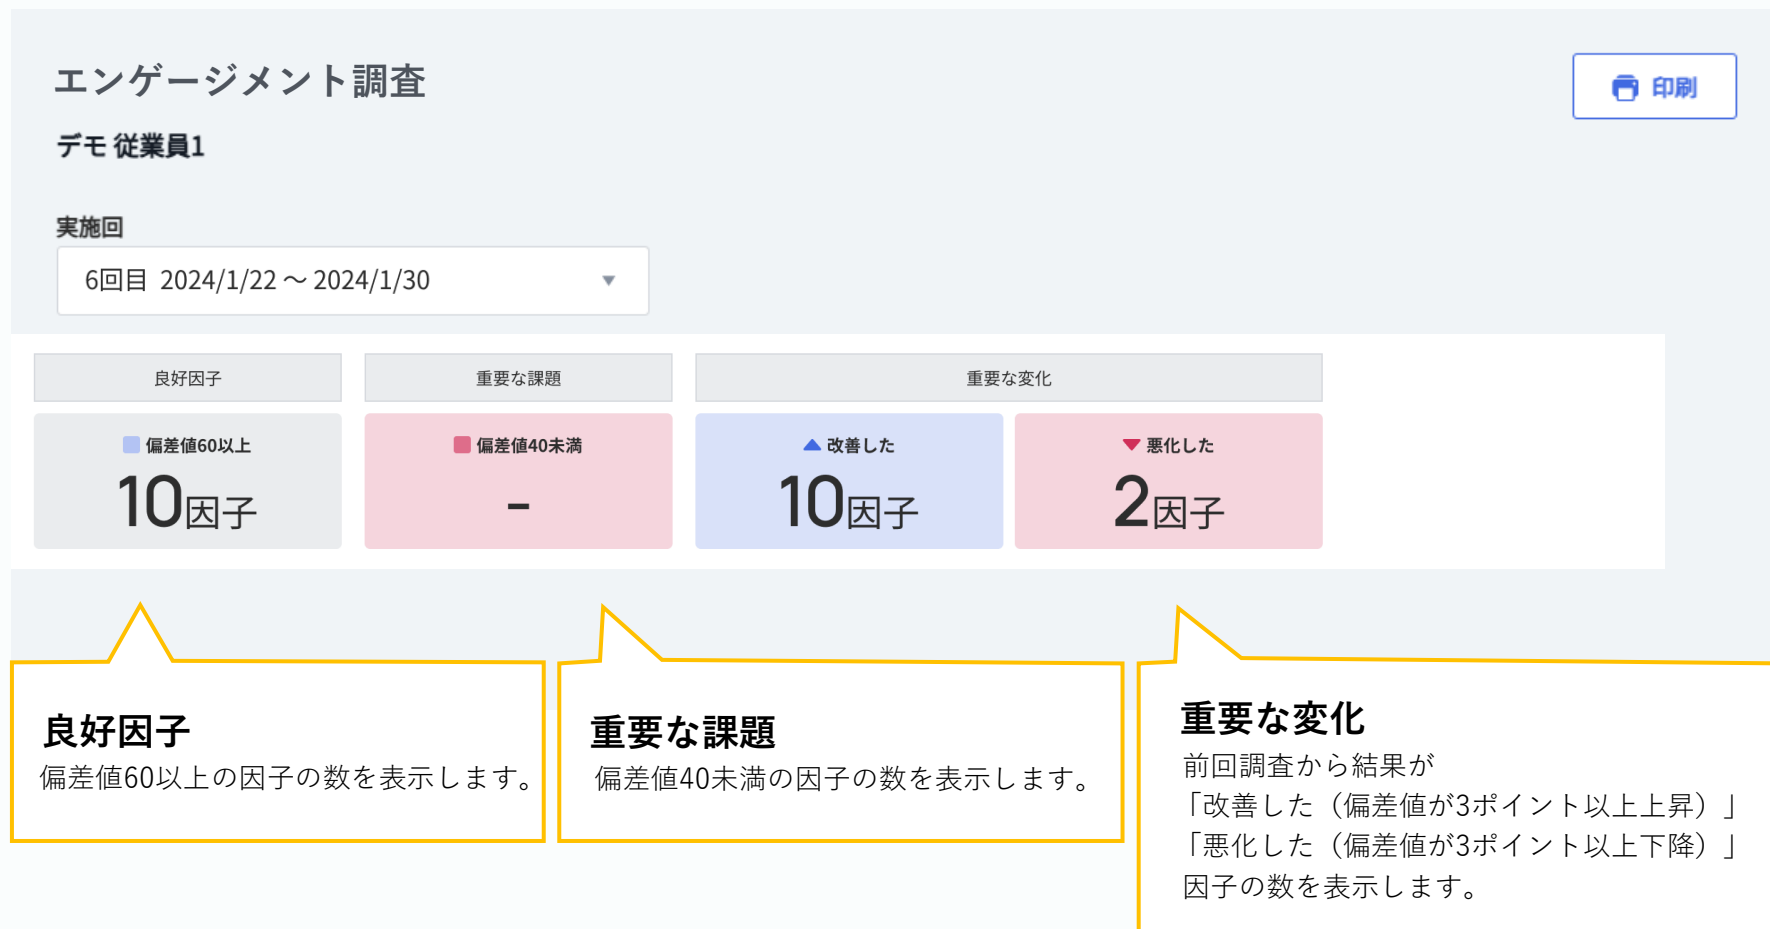 エンゲージメント調査
印刷
デモ 従業員1
実施回
6回目 2024/1/22 ～ 2024/1/30
良好因子
重要な課題
重要な変化
偏差値60以上
10因子
偏差値40未満
-
改善した
10因子
悪化した
2因子
良好因子
偏差値60以上の因子の数を表示します。
重要な課題
偏差値40未満の因子の数を表示します。
重要な変化
前回調査から結果が
「改善した（偏差値が3ポイント以上上昇）」
「悪化した（偏差値が3ポイント以上下降）」
因子の数を表示します。